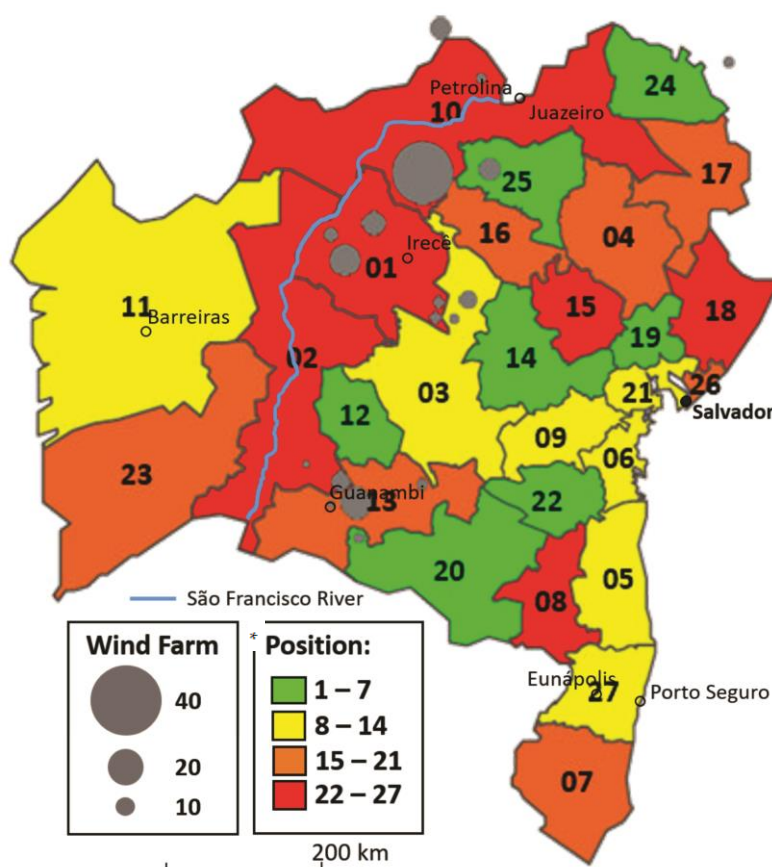 Petrolina
24
10
Juazeiro
17
25
16
04
Irecê
01
15
18
11
Barreiras
19
14
02
03
21
26
Salvador
12
09
06
23
Guanambi
13
22
20
05
08
São Francisco River
Wind Farm
40
20
10
* Position:
1 – 7
8 – 14
15 – 21
22 – 27
Eunápolis
27
Porto Seguro
07
200 km